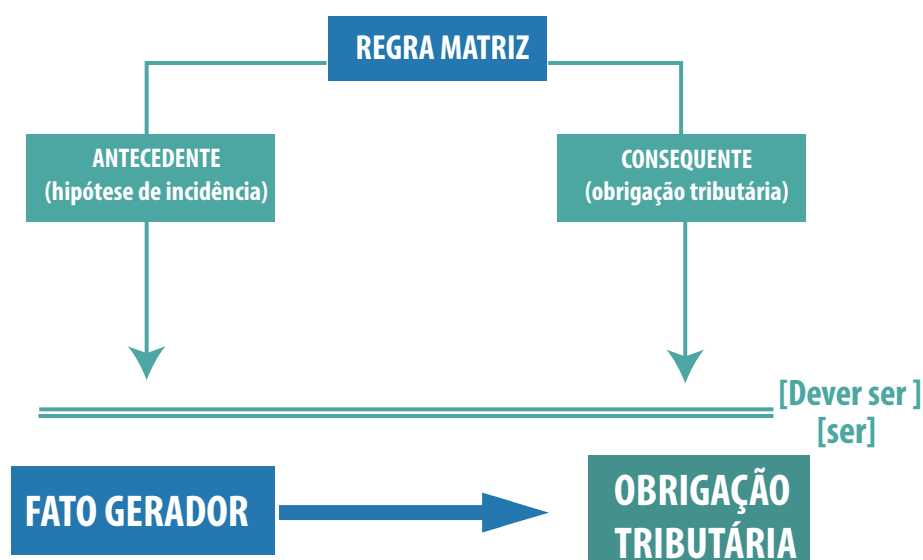 REGRA MATRIZ
ANTECEDENTE
(hipótese de incidência)
CONSEQUENTE
(obrigação tributária)
[Dever ser ]
[ser]
FATO GERADOR
OBRIGAÇÃO
TRIBUTÁRIA